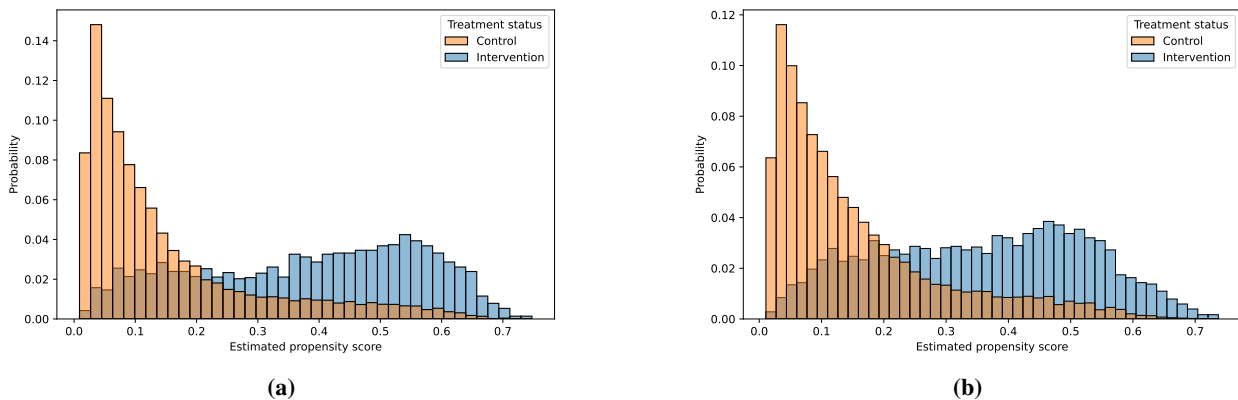 Treatment status
Control
Intervention
Probability
0.14
0.12
0.10
0.08
0.06
0.04
0.02
0.00
0.0 0.1 0.2 0.3 0.4 0.5 0.6 0.7
Estimated propensity score
(a)
Treatment status
Control
Intervention
Probability
0.12
0.10
0.08
0.06
0.04
0.02
0.00
0.0 0.1 0.2 0.3 0.4 0.5 0.6 0.7
Estimated propensity score
(b)